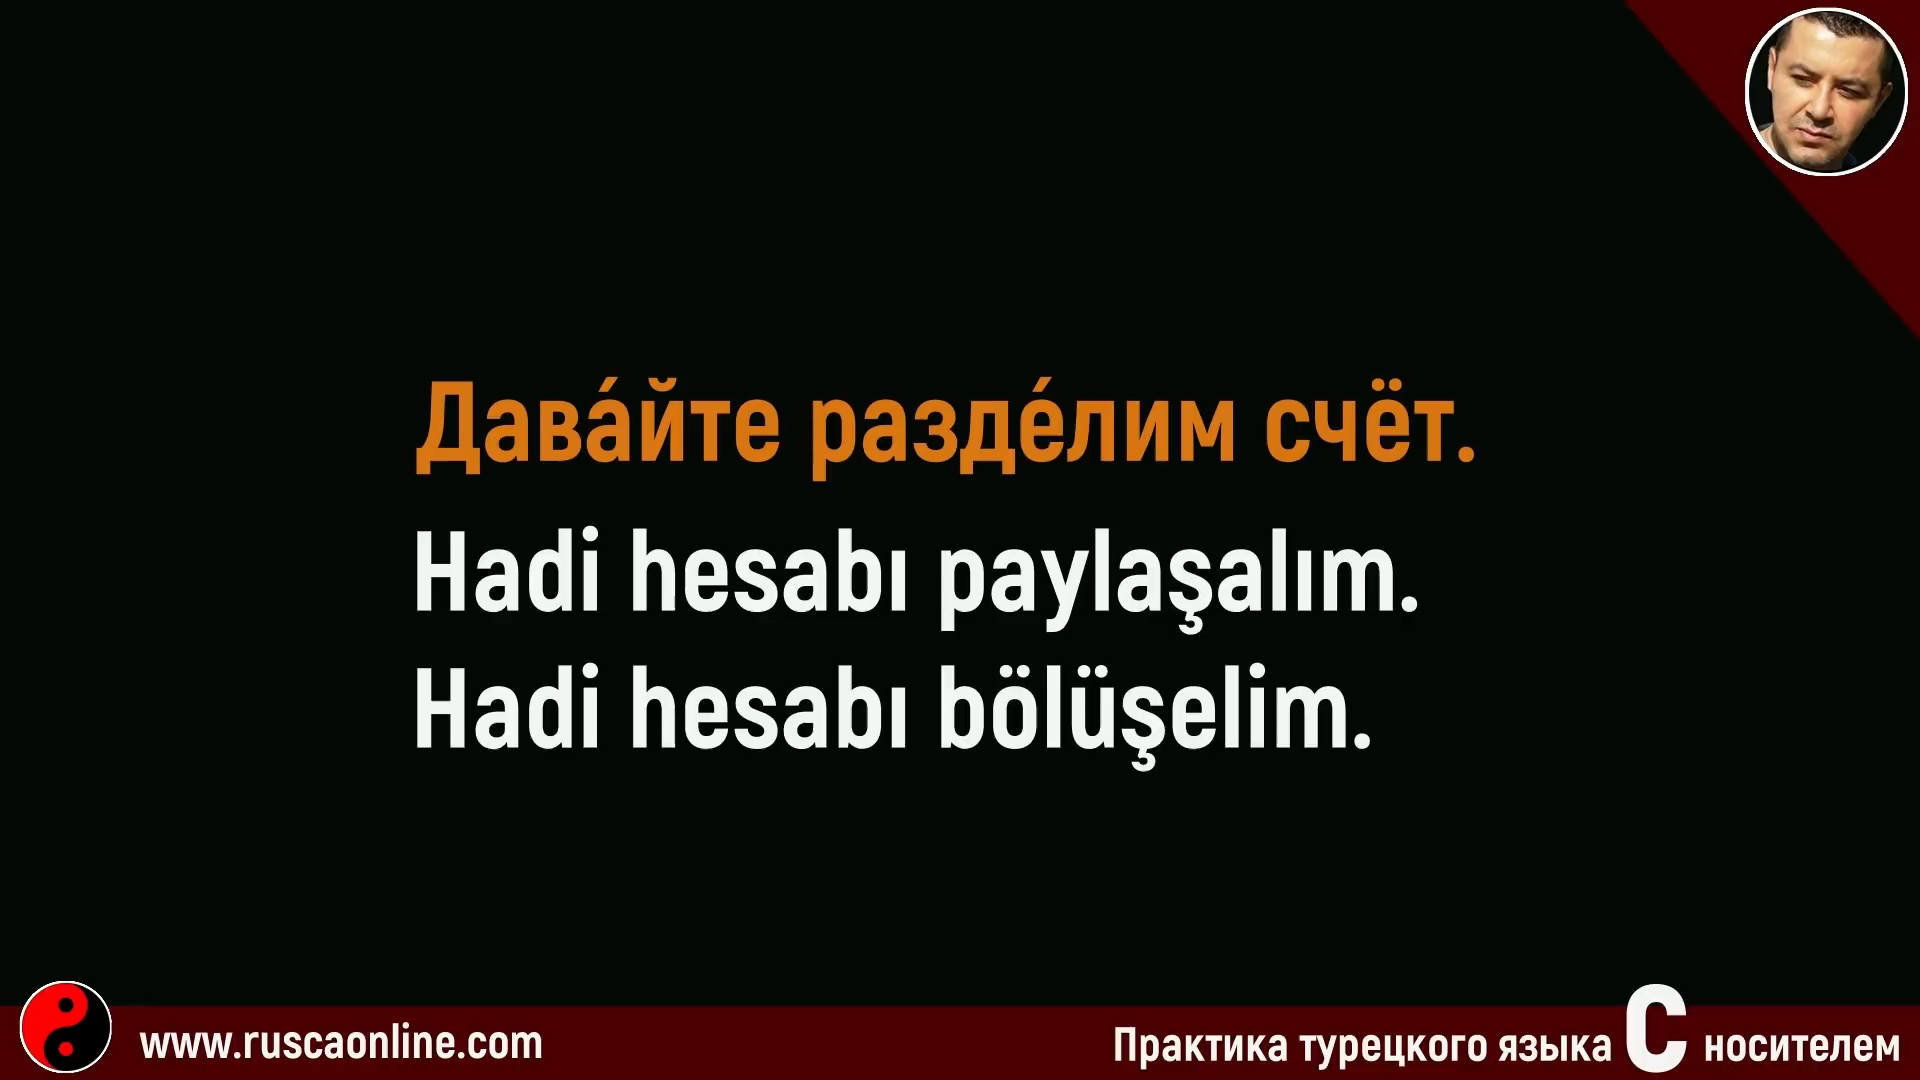 Дава́йте разде́лим счёт.
Hadi hesabı paylaşalım.
Hadi hesabı bölüşelim.
www.ruscaonline.com
Практика турецкого языка С носителем